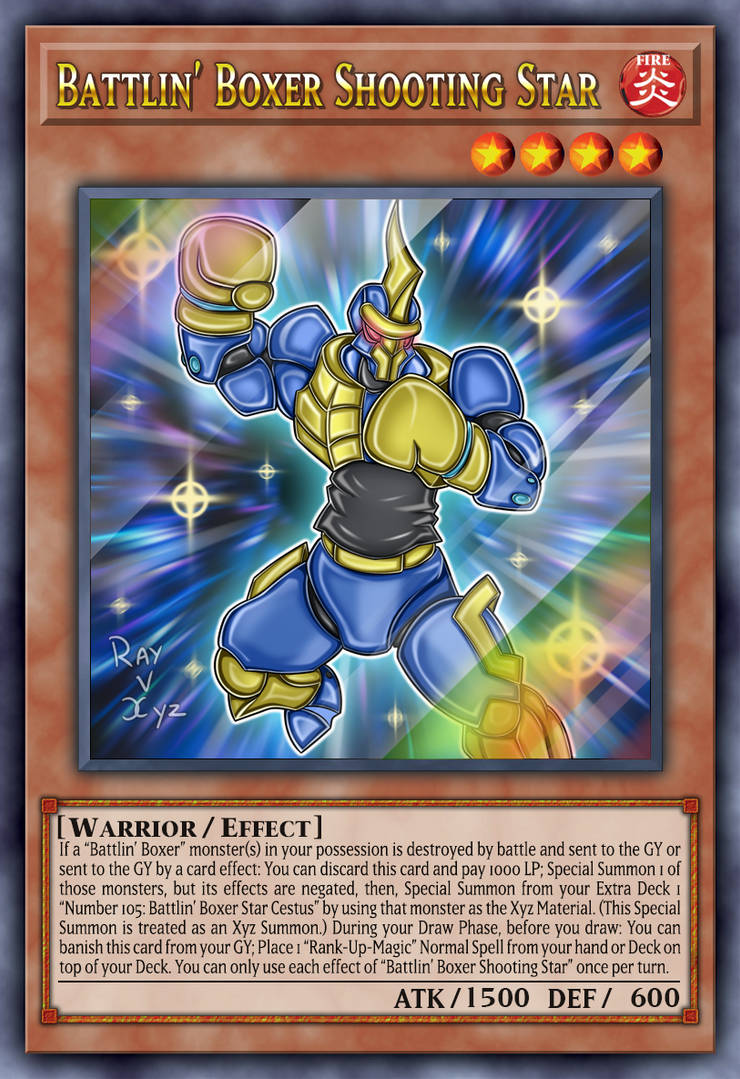 Battlin' Boxer Shooting Star
FIRE
炎
Ray
V
Xyz
[Warrior / Effect]
If a “Battlin’ Boxer” monster(s) in your possession is destroyed by battle and sent to the GY or
sent to the GY by a card effect: You can discard this card and pay 1000 LP; Special Summon 1 of
those monsters, but its effects are negated, then, Special Summon from your Extra Deck 1
“Number 105: Battlin’ Boxer Star Cestus” by using that monster as the Xyz Material. (This Special
Summon is treated as an Xyz Summon.) During your Draw Phase, before you draw: You can
banish this card from your GY; Place 1 “Rank-Up-Magic” Normal Spell from your hand or Deck on
top of your Deck. You can only use each effect of “Battlin’ Boxer Shooting Star” once per turn.
ATK / 1500 DEF / 600